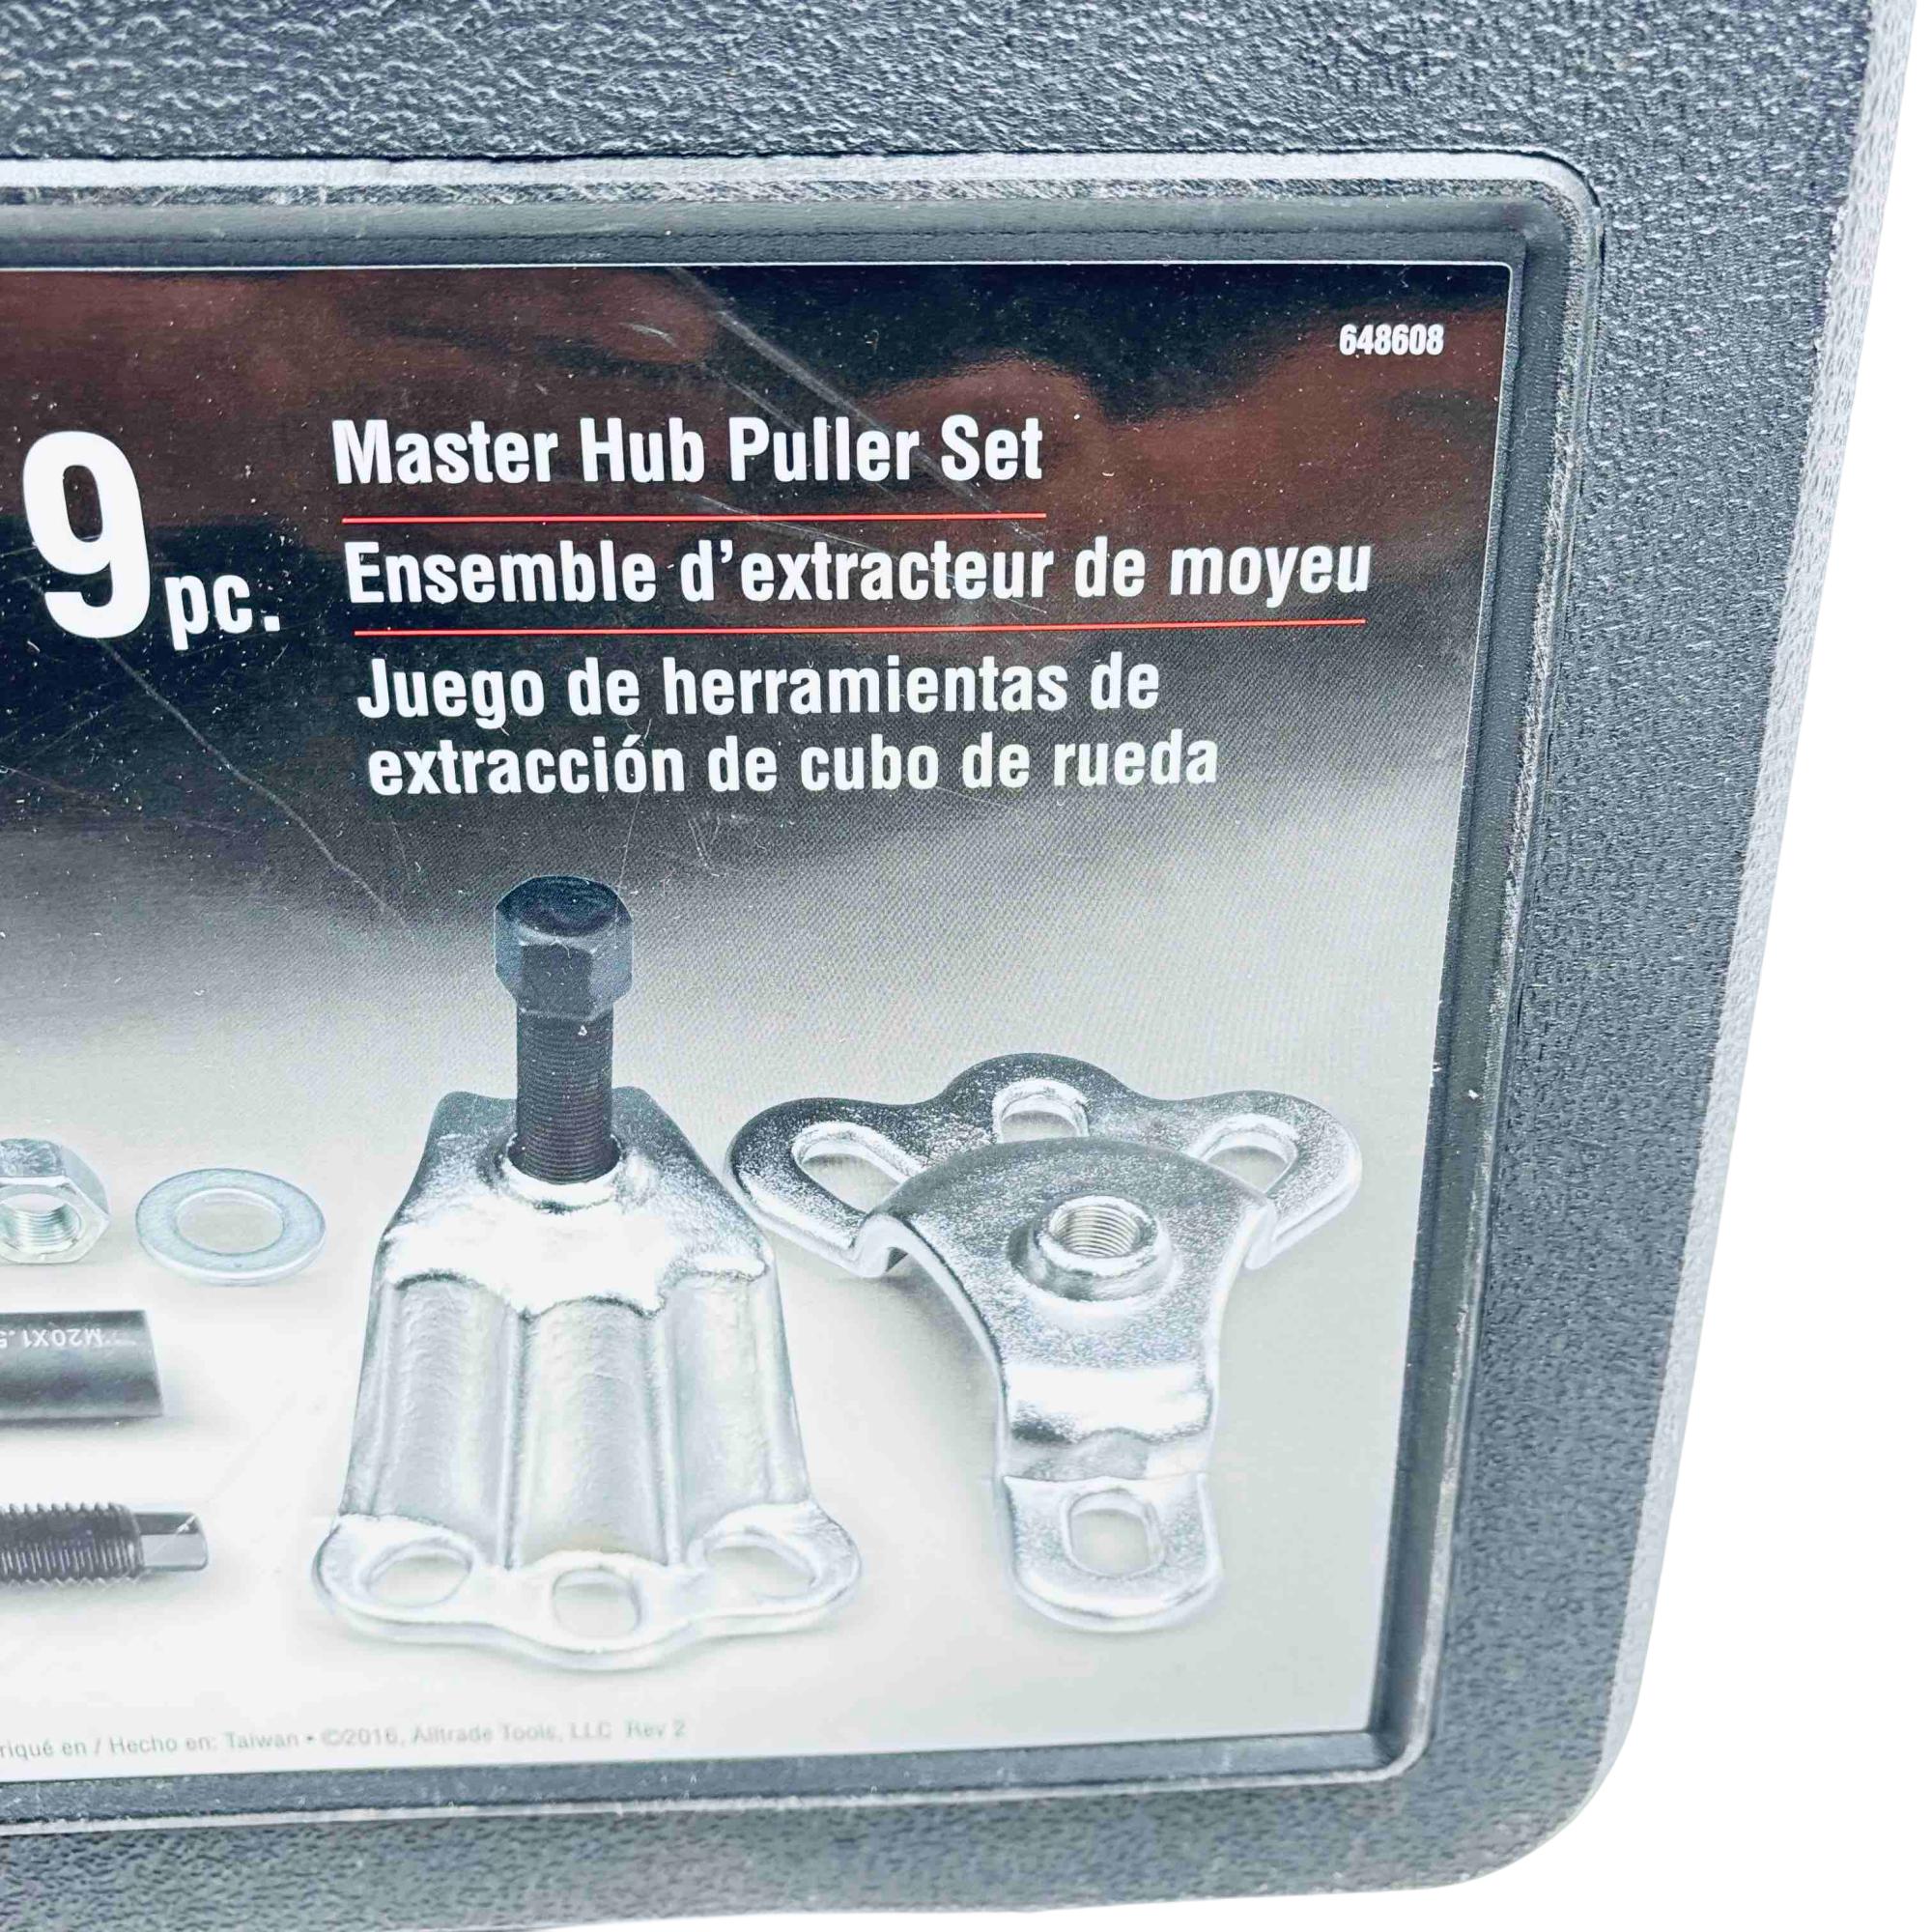 648608
9 pc.
Master Hub Puller Set
Ensemble d'extracteur de moyeu
Juego de herramientas de
extracción de cubo de rueda
M20X1.5
riqué en / Hecho en: Taiwan • ©2016, Alltrade Tools, LLC Rev 2